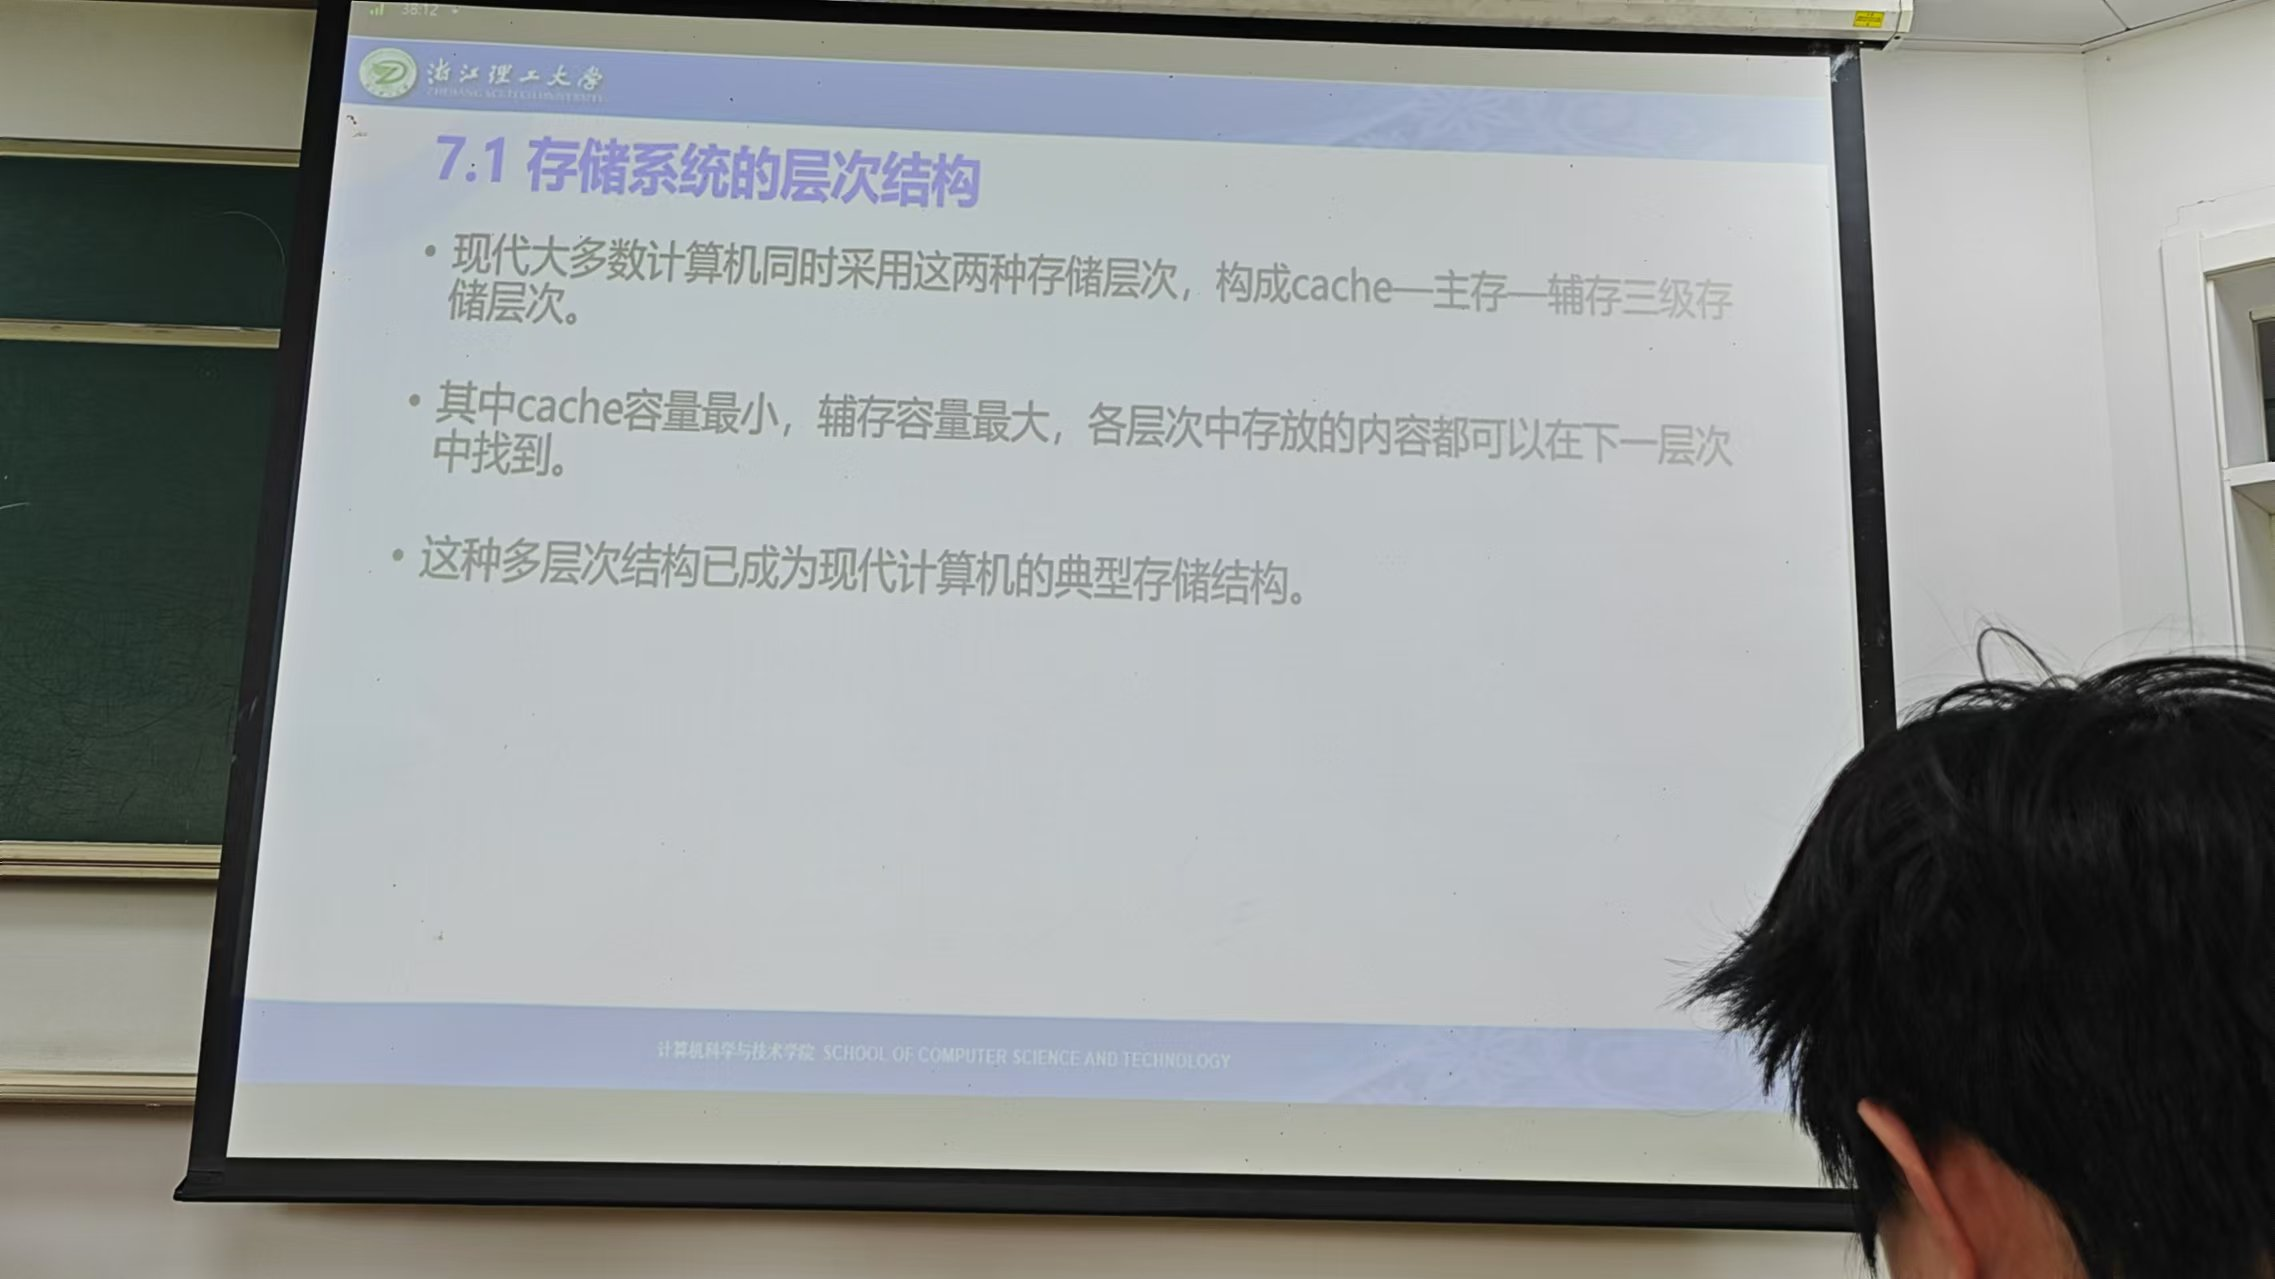 38:12
浙江理工大学
ZHEJIANG SCI-TECH UNIVERSITY
7.1 存储系统的层次结构
• 现代大多数计算机同时采用这两种存储层次，构成cache—主存—辅存三级存
储层次。
• 其中cache容量最小，辅存容量最大，各层次中存放的内容都可以在下一层次
中找到。
• 这种多层次结构已成为现代计算机的典型存储结构。
计算机科学与技术学院 SCHOOL OF COMPUTER SCIENCE AND TECHNOLOGY